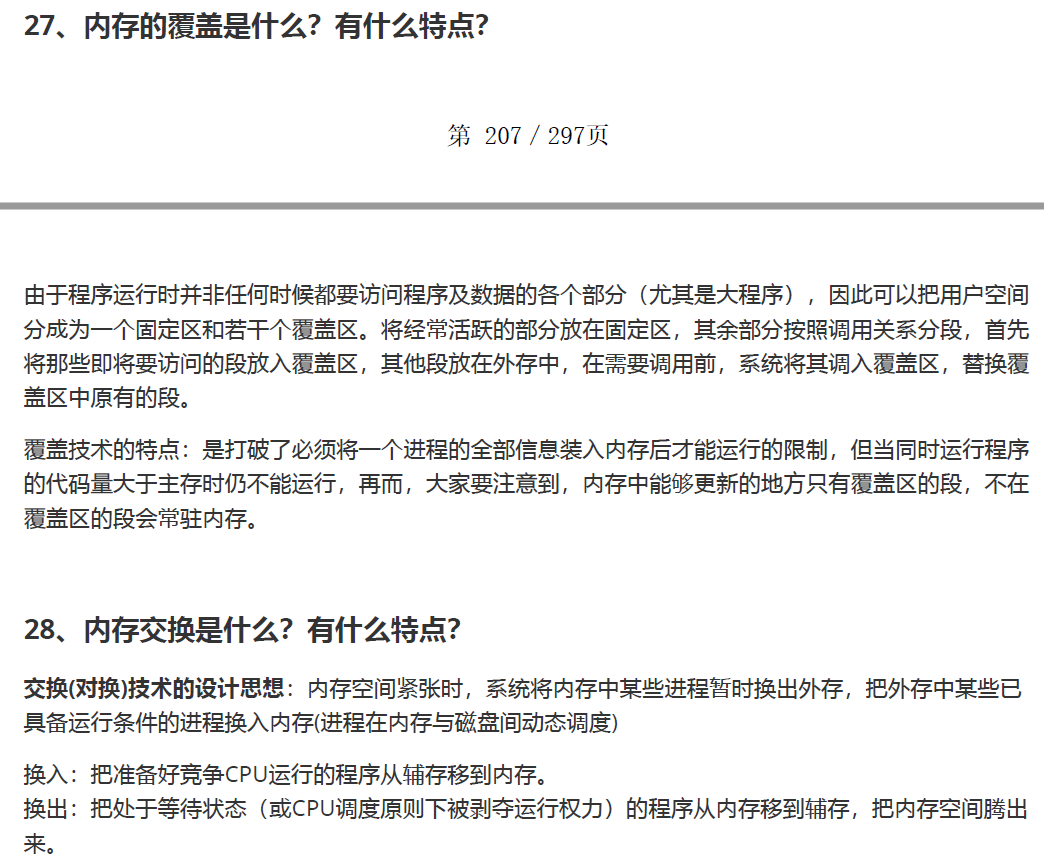 27、内存的覆盖是什么？有什么特点？
第 207 / 297页
由于程序运行时并非任何时候都要访问程序及数据的各个部分（尤其是大程序），因此可以把用户空间
分成为一个固定区和若干个覆盖区。将经常活跃的部分放在固定区，其余部分按照调用关系分段，首先
将那些即将要访问的段放入覆盖区，其他段放在外存中，在需要调用前，系统将其调入覆盖区，替换覆
盖区中原有的段。
覆盖技术的特点：是打破了必须将一个进程的全部信息装入内存后才能运行的限制，但当同时运行程序
的代码量大于主存时仍不能运行，再而，大家要注意到，内存中能够更新的地方只有覆盖区的段，不在
覆盖区的段会常驻内存。
28、内存交换是什么？有什么特点？
交换(对换)技术的设计思想：内存空间紧张时，系统将内存中某些进程暂时换出外存，把外存中某些已
具备运行条件的进程换入内存(进程在内存与磁盘间动态调度)
换入：把准备好竞争CPU运行的程序从辅存移到内存。
换出：把处于等待状态（或CPU调度原则下被剥夺运行权力）的程序从内存移到辅存，把内存空间腾出
来。